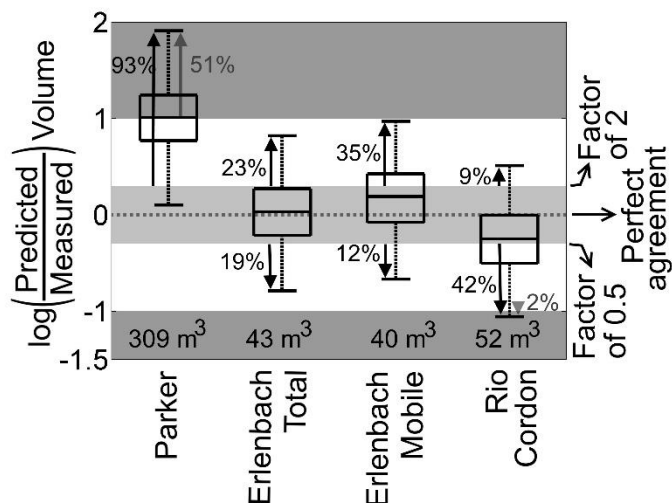 log(Predicted/Measured) Volume
2
1
0
-1
-1.5
93%
51%
23%
19%
35%
12%
9%
42%
2%
309 m³
43 m³
40 m³
52 m³
Parker
Erlenbach
Total
Erlenbach
Mobile
Rio
Cordon
Factor
of 2
Perfect
agreement
Factor
of 0.5